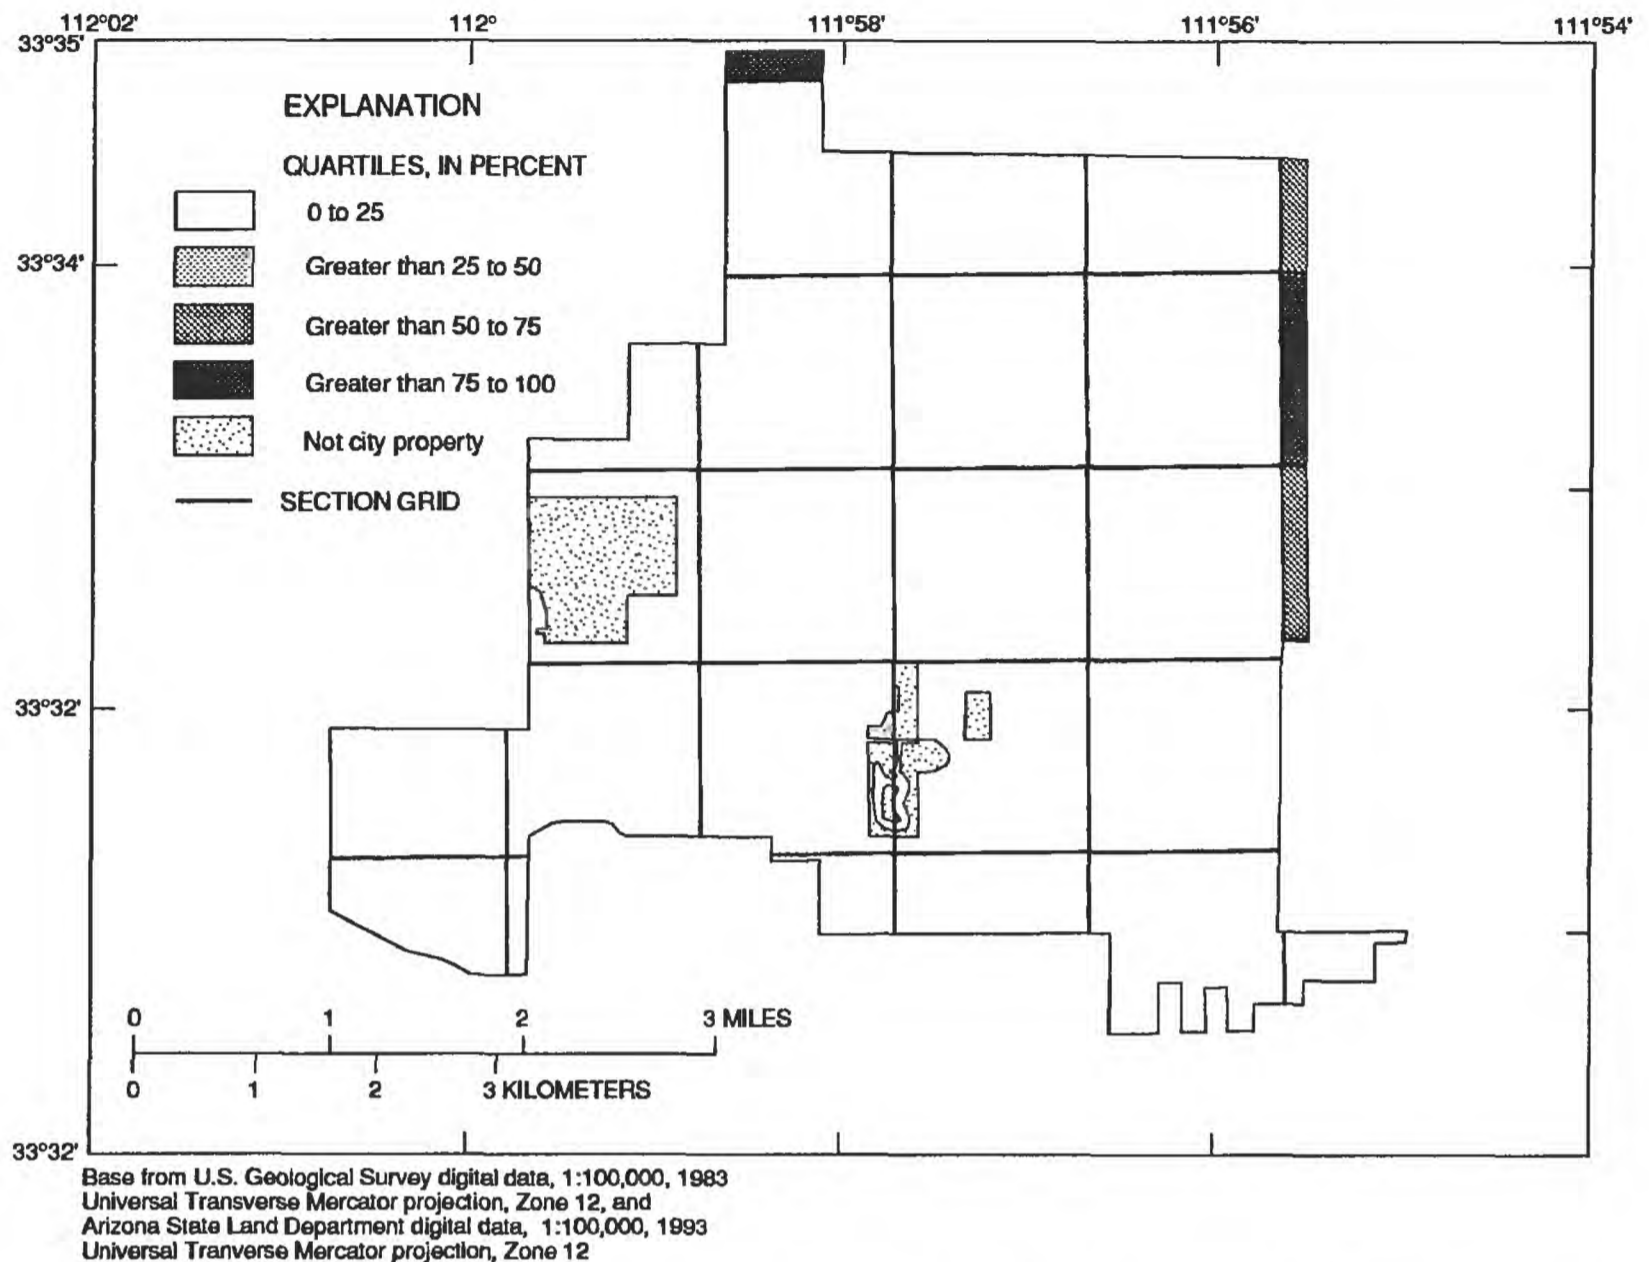 112°02' 112° 111°58' 111°56' 111°54'
33°35'
EXPLANATION
QUARTILES, IN PERCENT
0 to 25
33°34'
Greater than 25 to 50
Greater than 50 to 75
Greater than 75 to 100
Not city property
SECTION GRID
33°32'
0 1 2 3 MILES
0 1 2 3 KILOMETERS
33°32'
Base from U.S. Geological Survey digital data, 1:100,000, 1983
Universal Transverse Mercator projection, Zone 12, and
Arizona State Land Department digital data, 1:100,000, 1993
Universal Tranverse Mercator projection, Zone 12